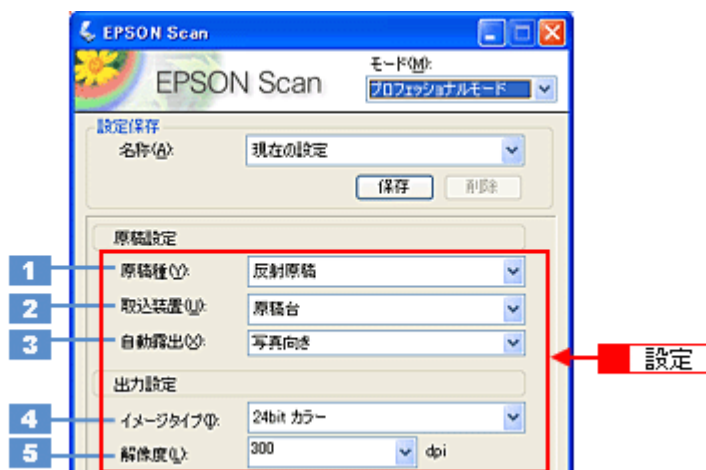 EPSON Scan
EPSON Scan
モード(M):
プロフェッショナルモード
設定保存
名称(A):
現在の設定
保存
削除
原稿設定
1
原稿種(Y):
反射原稿
2
取込装置(U):
原稿台
3
自動露出(X):
写真向き
設定
出力設定
4
イメージタイプ(I):
24bit カラー
5
解像度(L):
300
dpi